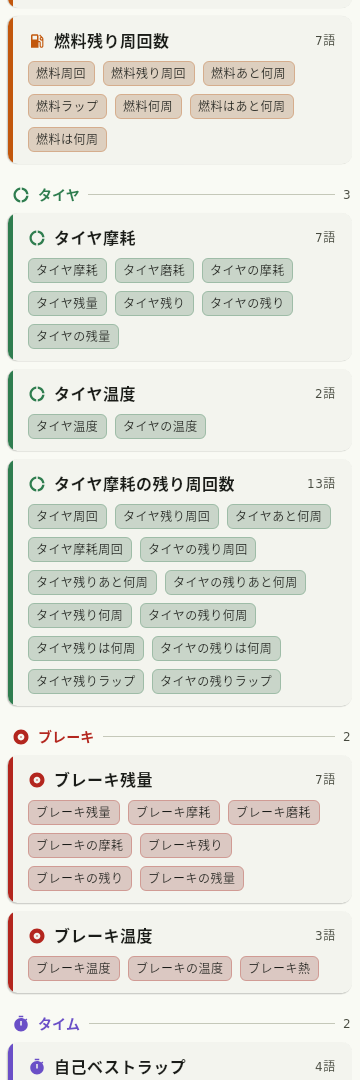 燃料残り周回数 7語
燃料周回 燃料残り周回 燃料あと何周
燃料ラップ 燃料何周 燃料はあと何周
燃料は何周
タイヤ 3
タイヤ摩耗 7語
タイヤ摩耗 タイヤ磨耗 タイヤの摩耗
タイヤ残量 タイヤ残り タイヤの残り
タイヤの残量
タイヤ温度 2語
タイヤ温度 タイヤの温度
タイヤ摩耗の残り周回数 13語
タイヤ周回 タイヤ残り周回 タイヤあと何周
タイヤ摩耗周回 タイヤの残り周回
タイヤ残りあと何周 タイヤの残りあと何周
タイヤ残り何周 タイヤの残り何周
タイヤ残りは何周 タイヤの残りは何周
タイヤ残りラップ タイヤの残りラップ
ブレーキ 2
ブレーキ残量 7語
ブレーキ残量 ブレーキ摩耗 ブレーキ磨耗
ブレーキの摩耗 ブレーキ残り
ブレーキの残り ブレーキの残量
ブレーキ温度 3語
ブレーキ温度 ブレーキの温度 ブレーキ熱
タイム 2
自己ベストラップ 4語